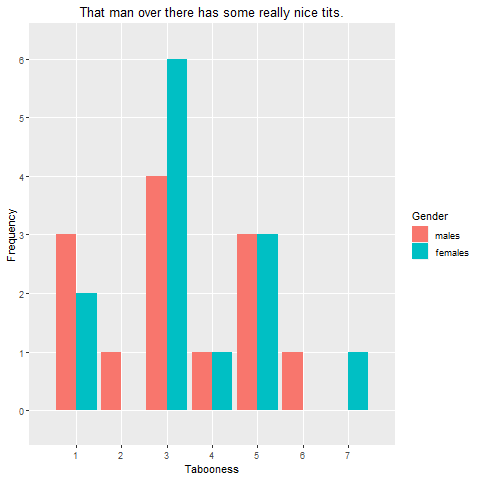 That man over there has some really nice tits.
6
5
4
3
2
1
0
Frequency
1 2 3 4 5 6 7
Tabooness
Gender
males
females